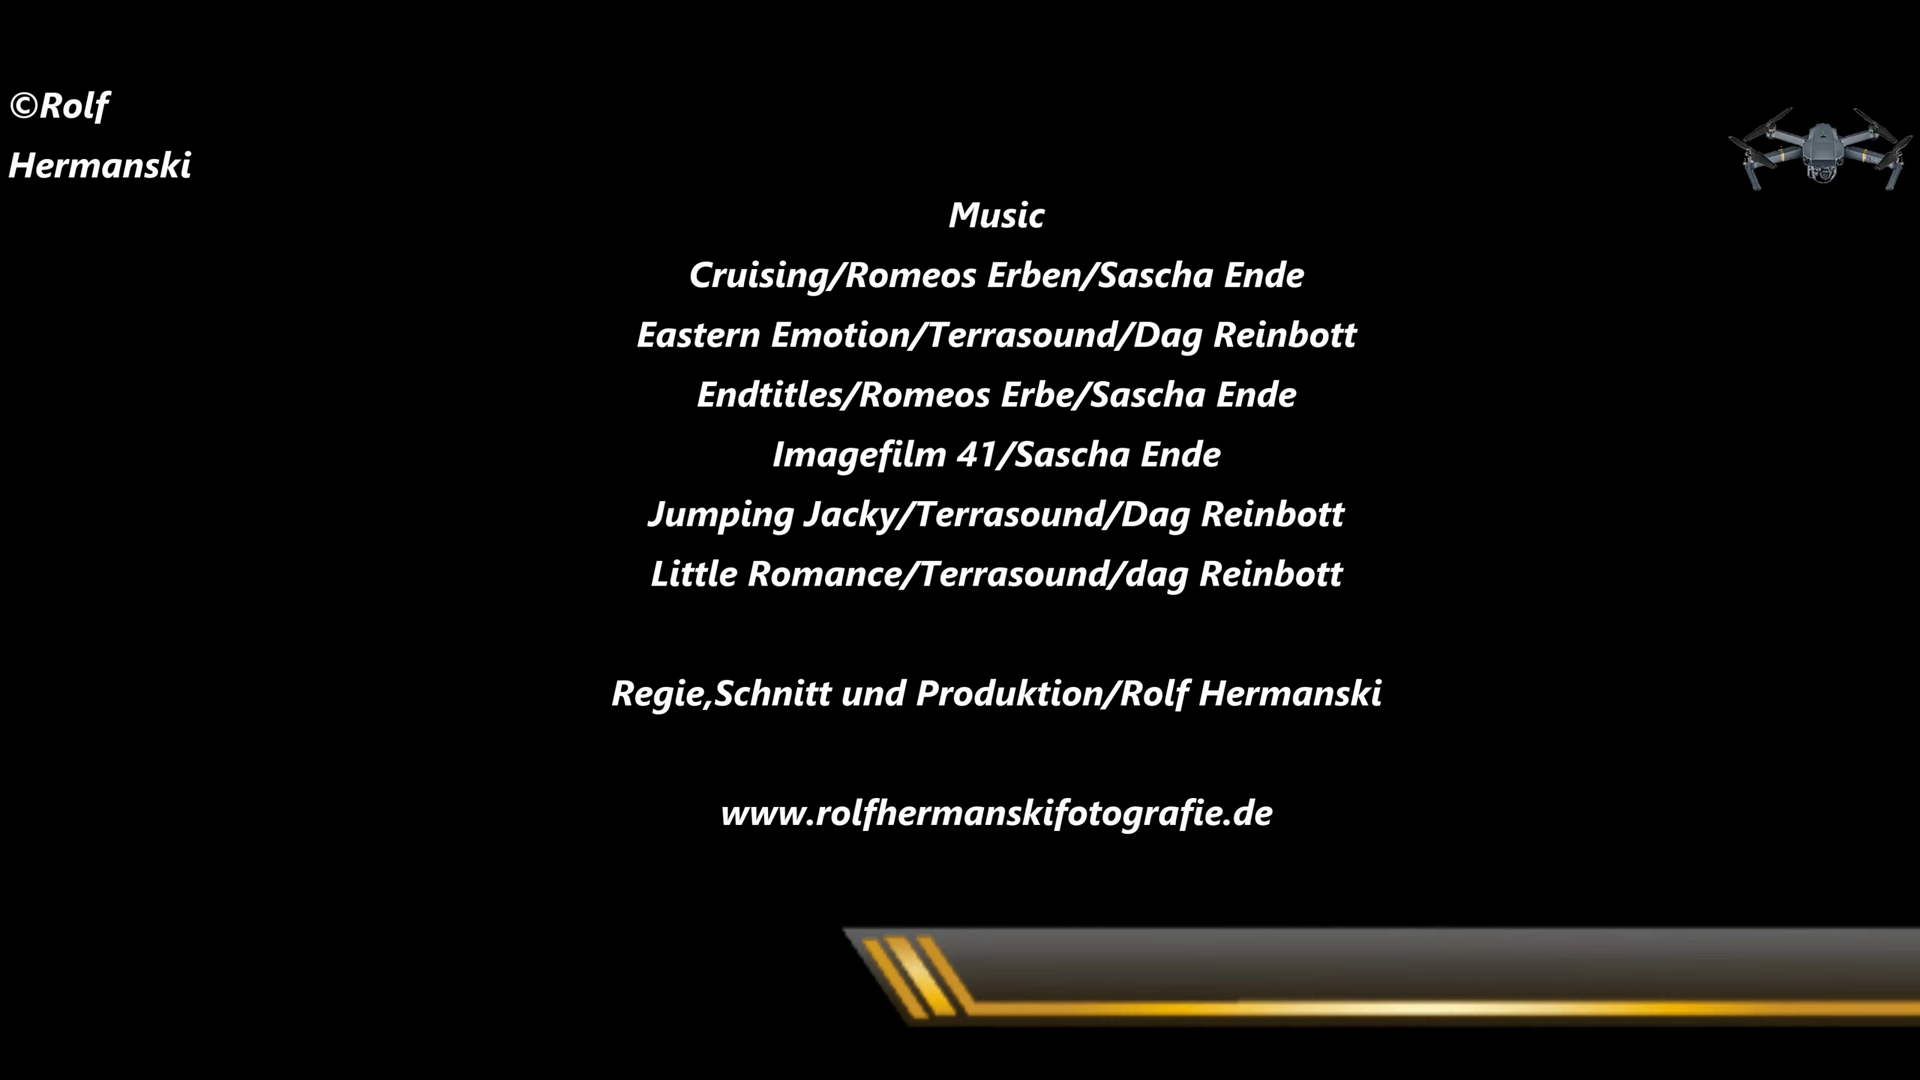 ©Rolf
Hermanski
Music
Cruising/Romeos Erben/Sascha Ende
Eastern Emotion/Terrasound/Dag Reinbott
Endtitles/Romeos Erbe/Sascha Ende
Imagefilm 41/Sascha Ende
Jumping Jacky/Terrasound/Dag Reinbott
Little Romance/Terrasound/dag Reinbott
Regie,Schnitt und Produktion/Rolf Hermanski
www.rolfhermanskifotografie.de